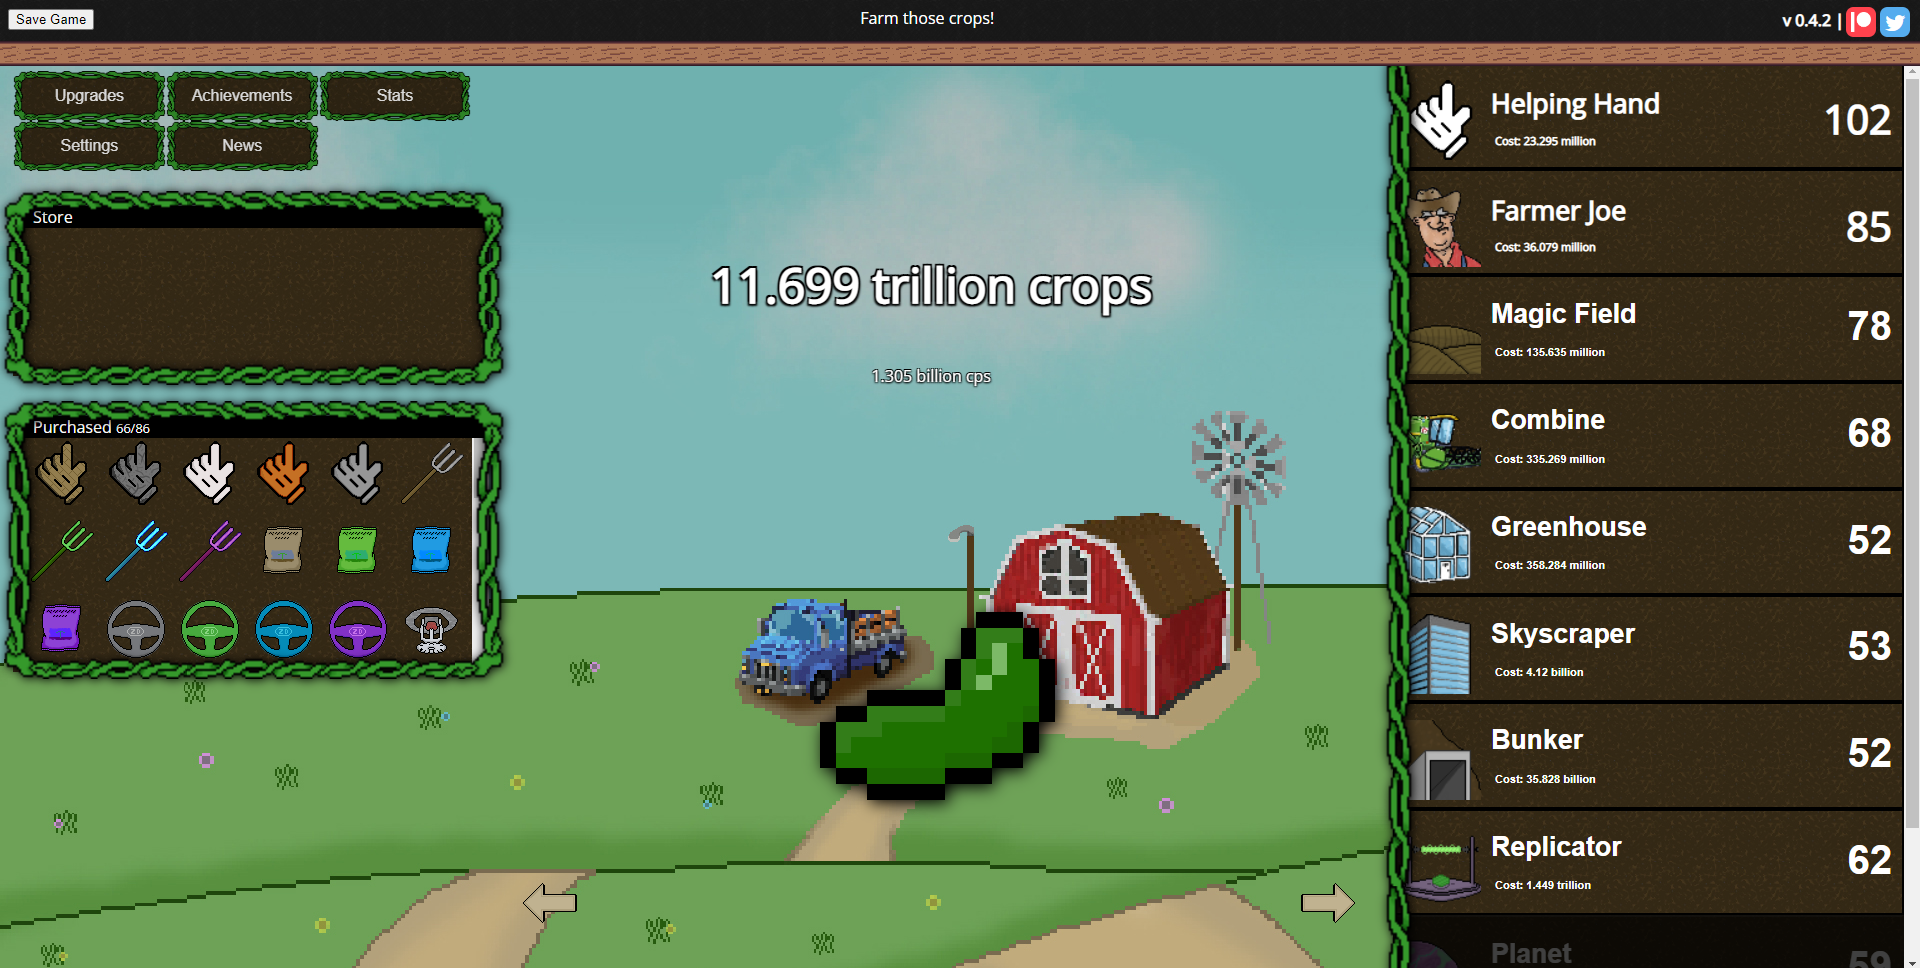 Save Game
Farm those crops!
v 0.4.2 |
Upgrades
Achievements
Stats
Settings
News
Store
11.699 trillion crops
1.305 billion cps
Purchased 66/86
Helping Hand
Cost: 23.295 million
102
Farmer Joe
Cost: 36.079 million
85
Magic Field
Cost: 135.635 million
78
Combine
Cost: 335.269 million
68
Greenhouse
Cost: 358.284 million
52
Skyscraper
Cost: 4.12 billion
53
Bunker
Cost: 35.828 billion
52
Replicator
Cost: 1.449 trillion
62
Planet
59